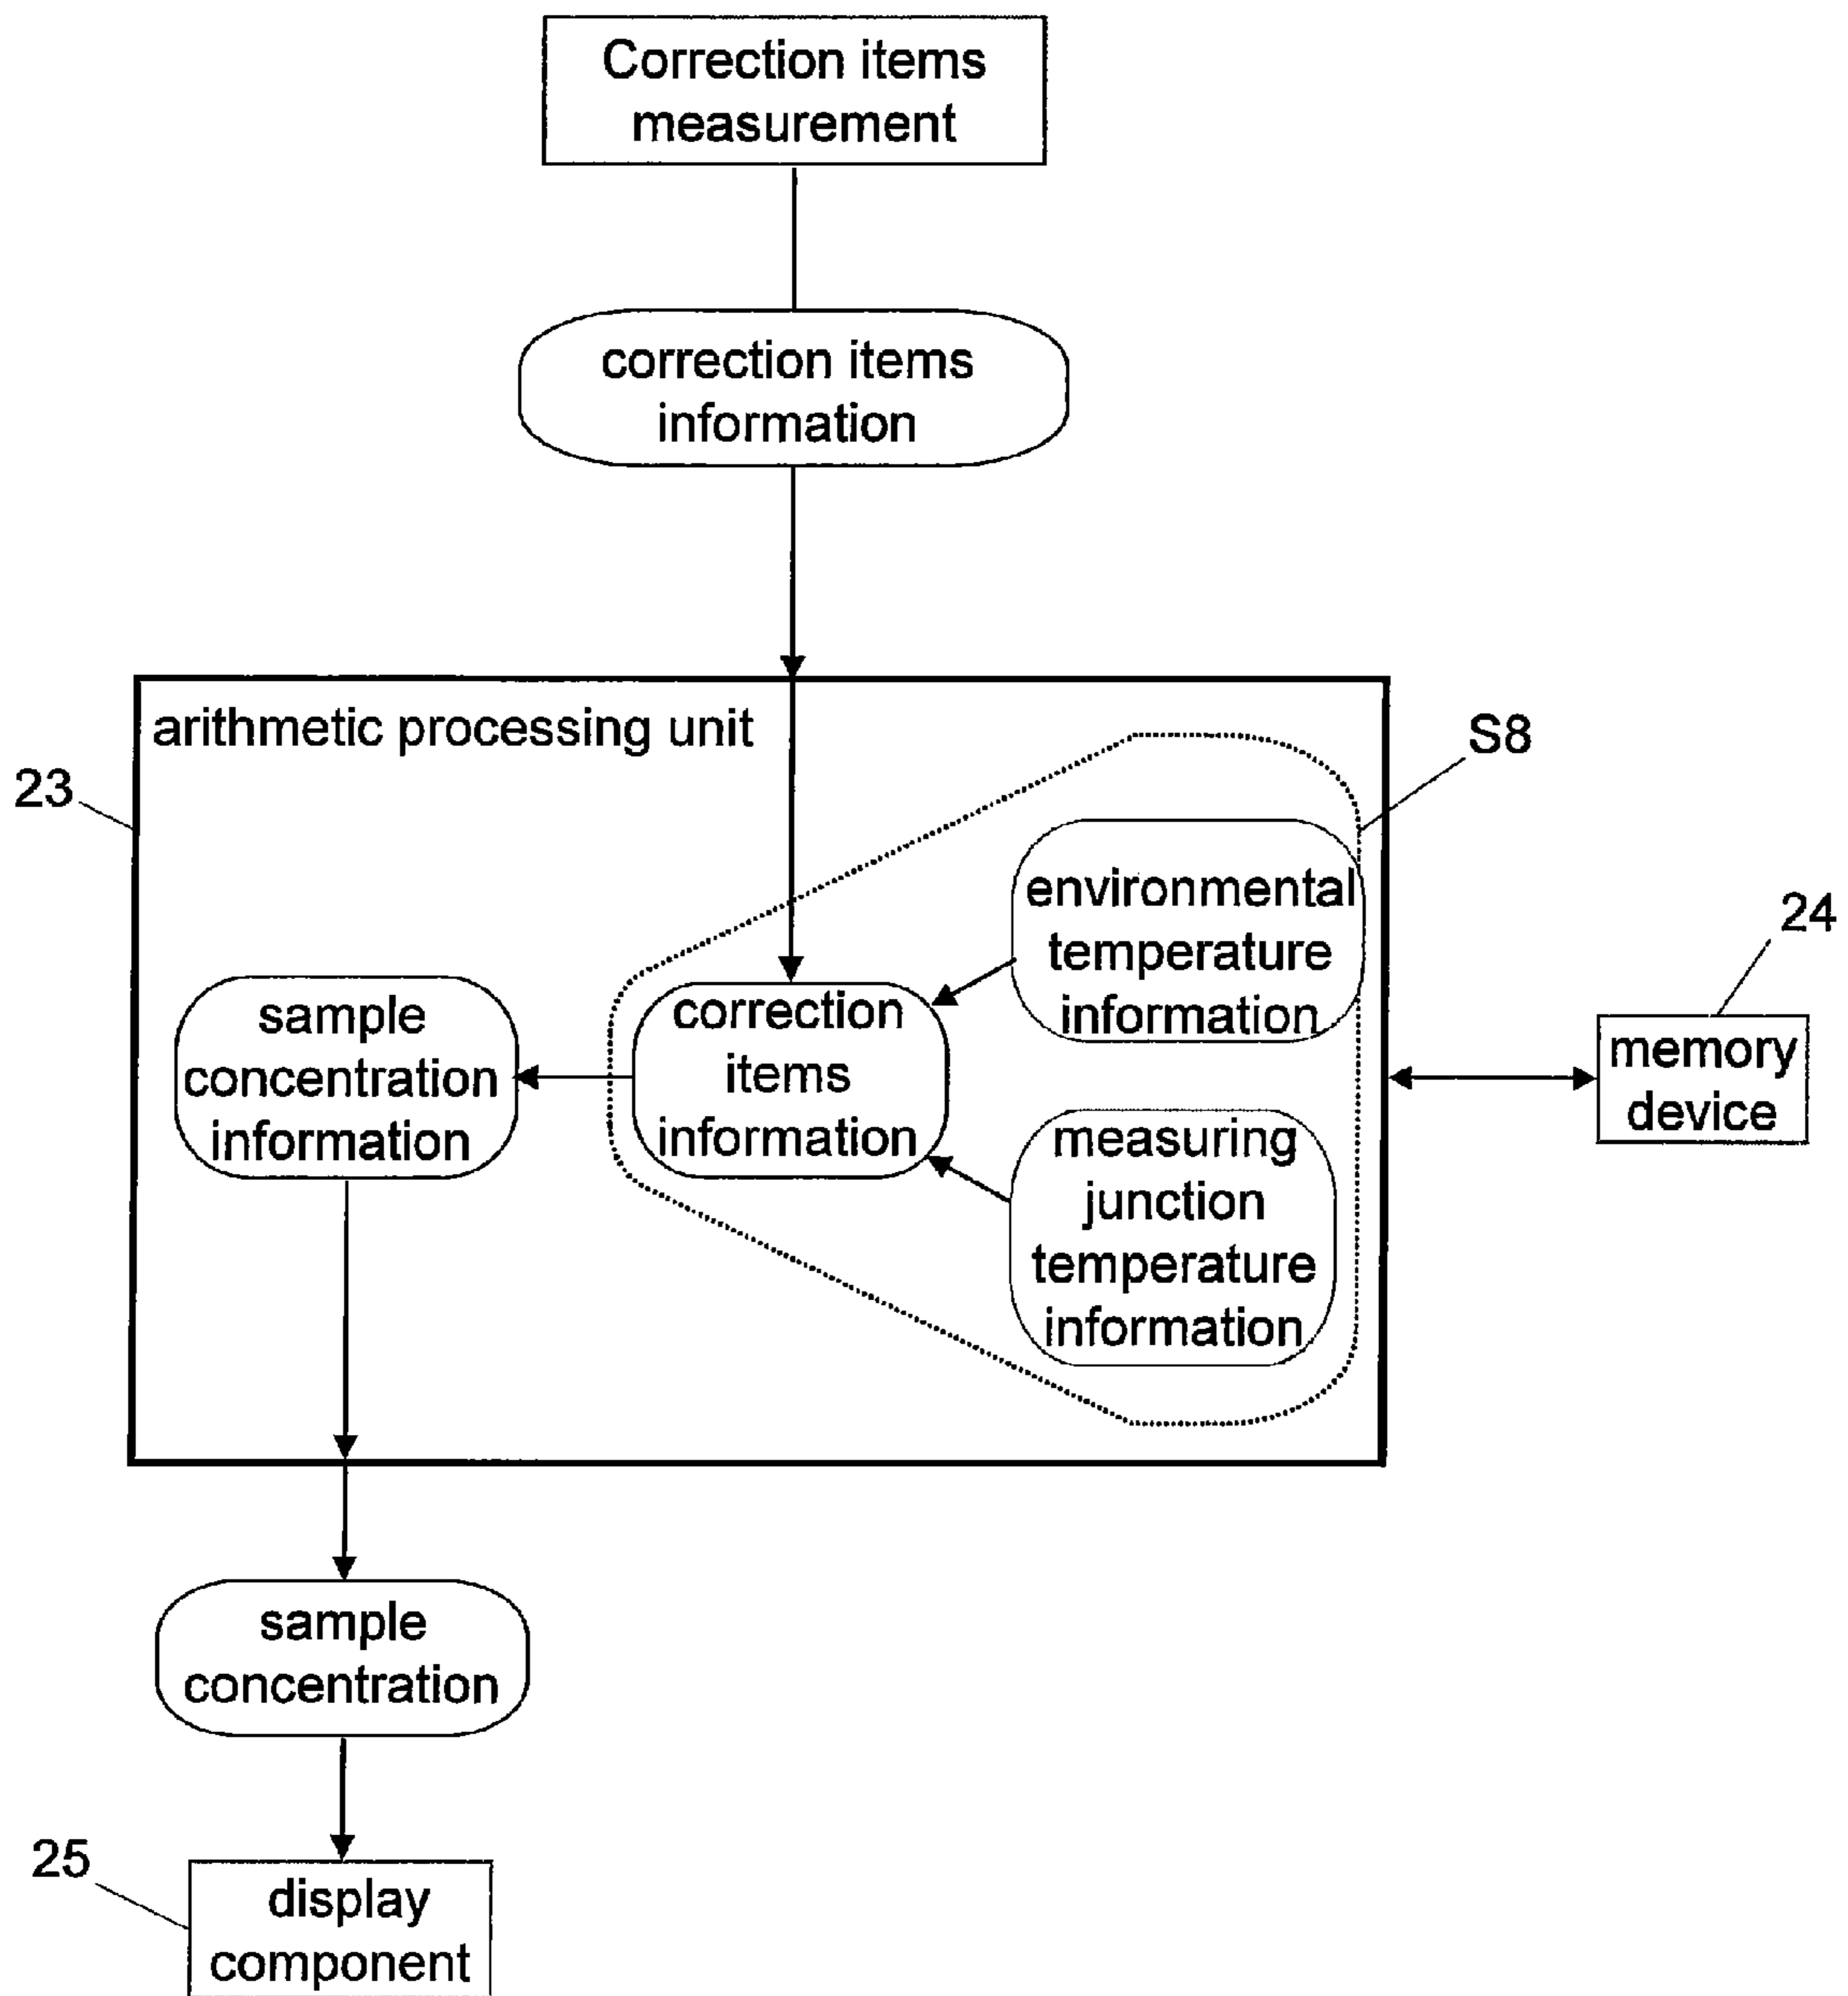 Correction items
measurement
correction items
information
arithmetic processing unit
S8
23
environmental
temperature
information
24
sample
concentration
information
correction
items
information
memory
device
measuring
junction
temperature
information
sample
concentration
25
display
component